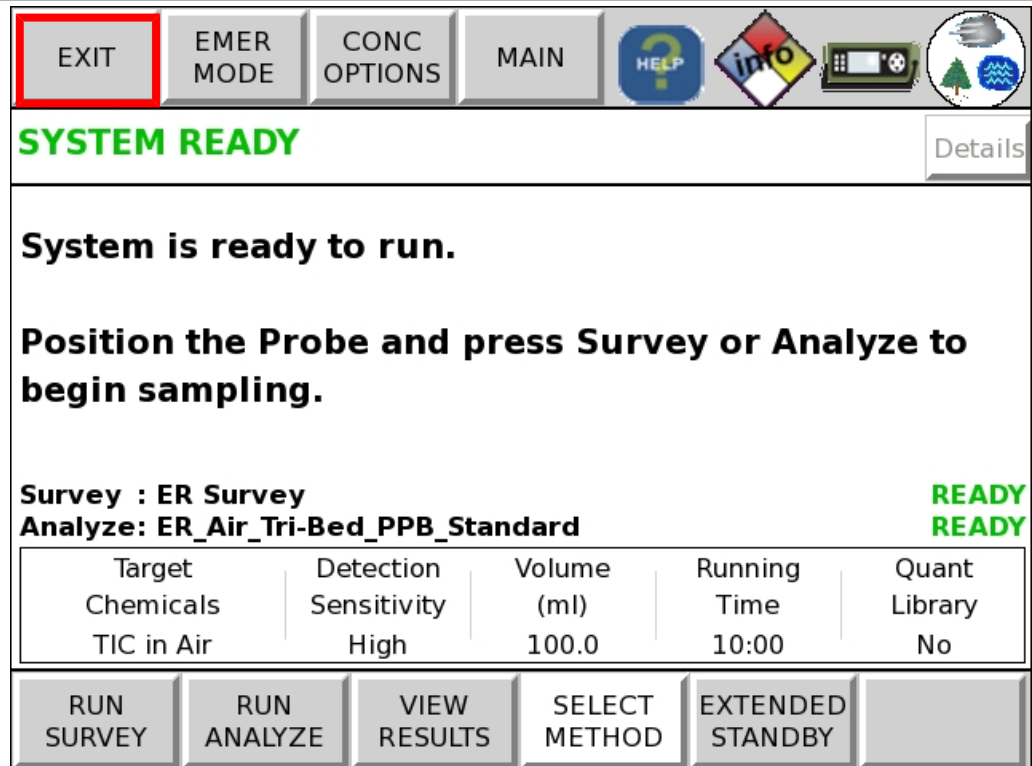 EXIT
EMER
MODE
CONC
OPTIONS
MAIN
HELP
info
SYSTEM READY
Details
System is ready to run.
Position the Probe and press Survey or Analyze to
begin sampling.
Survey : ER Survey READY
Analyze: ER_Air_Tri-Bed_PPB_Standard READY
Target Detection Volume Running Quant
Chemicals Sensitivity (ml) Time Library
TIC in Air High 100.0 10:00 No
RUN
SURVEY
RUN
ANALYZE
VIEW
RESULTS
SELECT
METHOD
EXTENDED
STANDBY